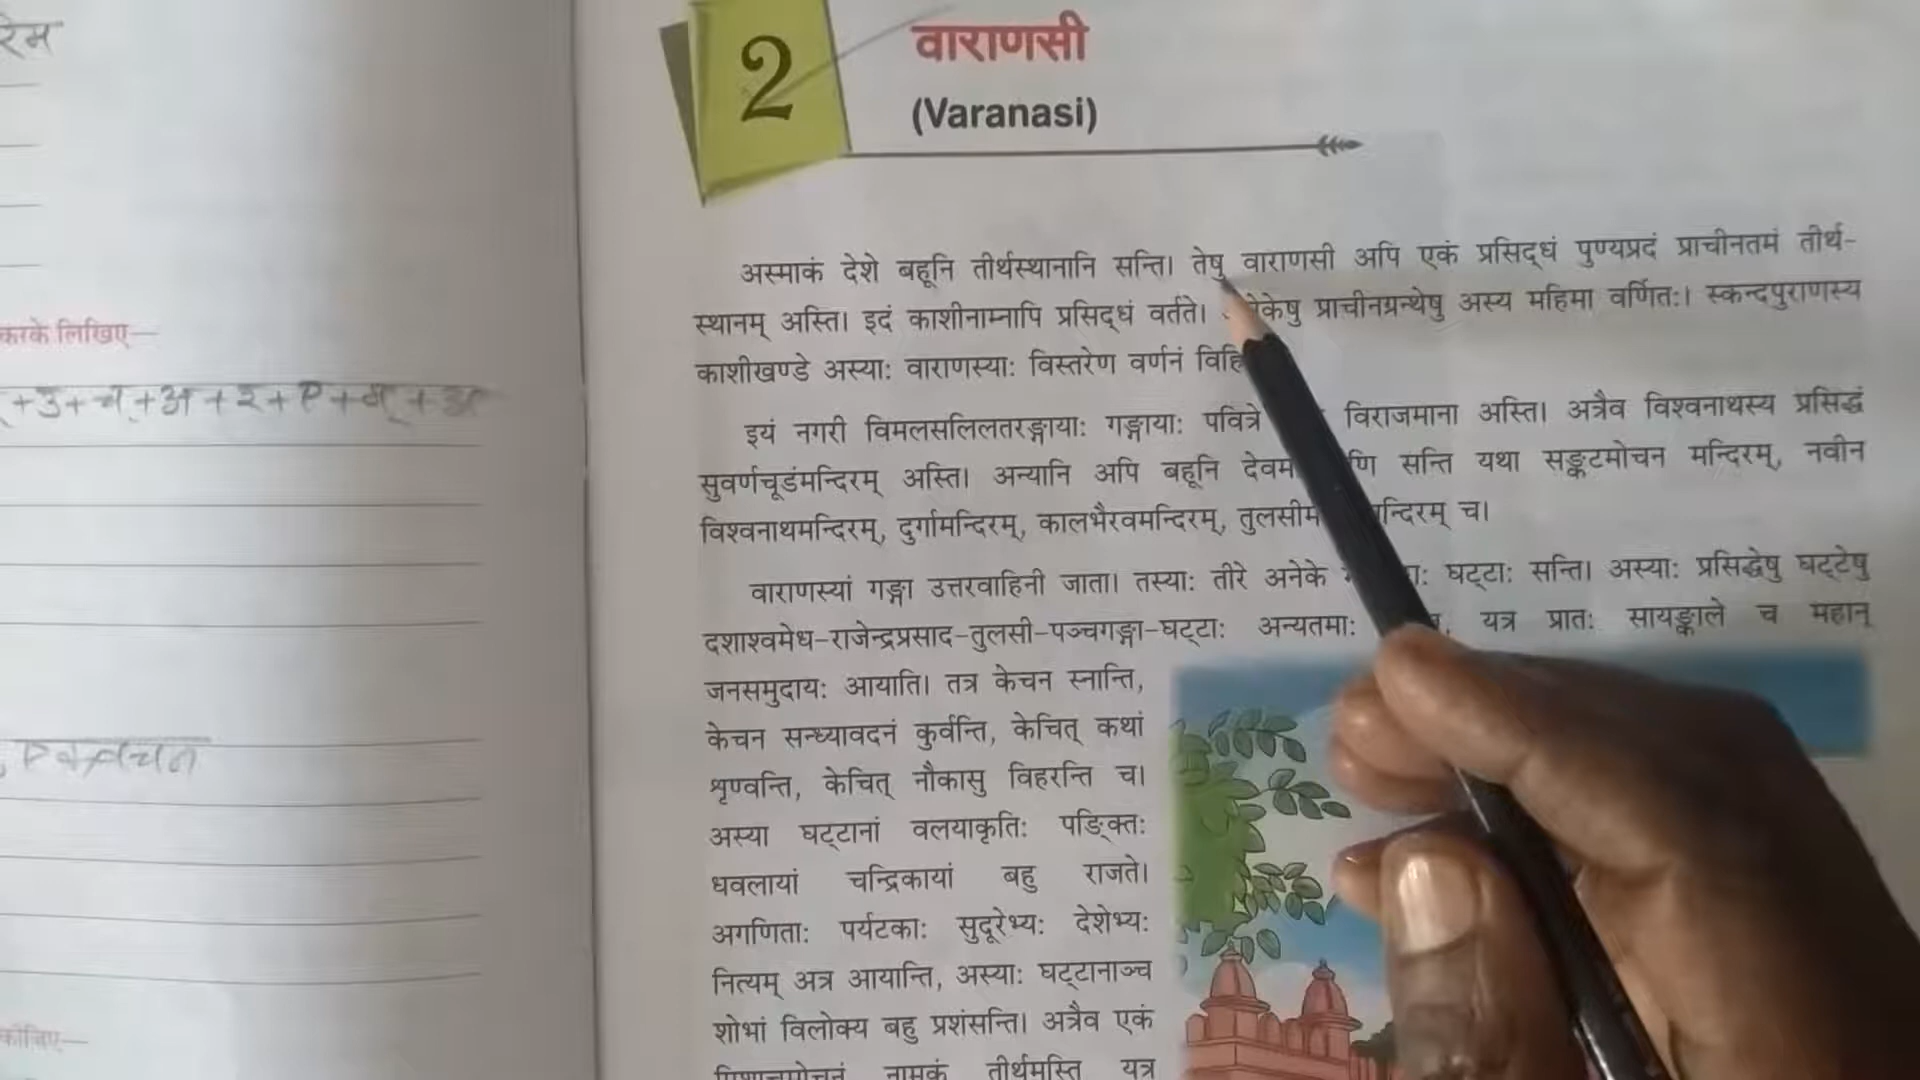 करके लिखिए—
2
वाराणसी
(Varanasi)
अस्माकं देशे बहूनि तीर्थस्थानानि सन्ति। तेषु वाराणसी अपि एकं प्रसिद्धं पुण्यप्रदं प्राचीनतमं तीर्थ-
स्थानम् अस्ति। इदं काशीनाम्नापि प्रसिद्धं वर्तते। प्राचीनग्रन्थेषु अस्य महिमा वर्णितः। स्कन्दपुराणस्य
काशीखण्डे अस्याः वाराणस्याः विस्तरेण वर्णनं
इयं नगरी विमलसलिलतरङ्गायाः गङ्गायाः पवित्रे विराजमाना अस्ति। अत्रैव विश्वनाथस्य प्रसिद्धं
सुवर्णचूडंमन्दिरम् अस्ति। अन्यानि अपि बहूनि सन्ति यथा सङ्कटमोचन मन्दिरम्, नवीन
विश्वनाथमन्दिरम्, दुर्गामन्दिरम्, कालभैरवमन्दिरम्, च।
वाराणस्यां गङ्गा उत्तरवाहिनी जाता। तस्याः तीरे अनेके घट्टाः सन्ति। अस्याः प्रसिद्धेषु घट्टेषु
दशाश्वमेध-राजेन्द्रप्रसाद-तुलसी-पञ्चगङ्गा-घट्टाः अन्यतमाः यत्र प्रातः सायङ्काले च महान्
जनसमुदायः आयाति। तत्र केचन स्नान्ति,
केचन सन्ध्यावदनं कुर्वन्ति, केचित् कथां
शृण्वन्ति, केचित् नौकासु विहरन्ति च।
अस्या घट्टानां वलयाकृतिः पङ्क्तिः
धवलायां चन्द्रिकायां बहु राजते।
अगणिताः पर्यटकाः सुदूरेभ्यः देशेभ्यः
नित्यम् अत्र आयान्ति, अस्याः घट्टानाञ्च
शोभां विलोक्य बहु प्रशंसन्ति। अत्रैव एकं
नामकं तीर्थमस्ति यत्र